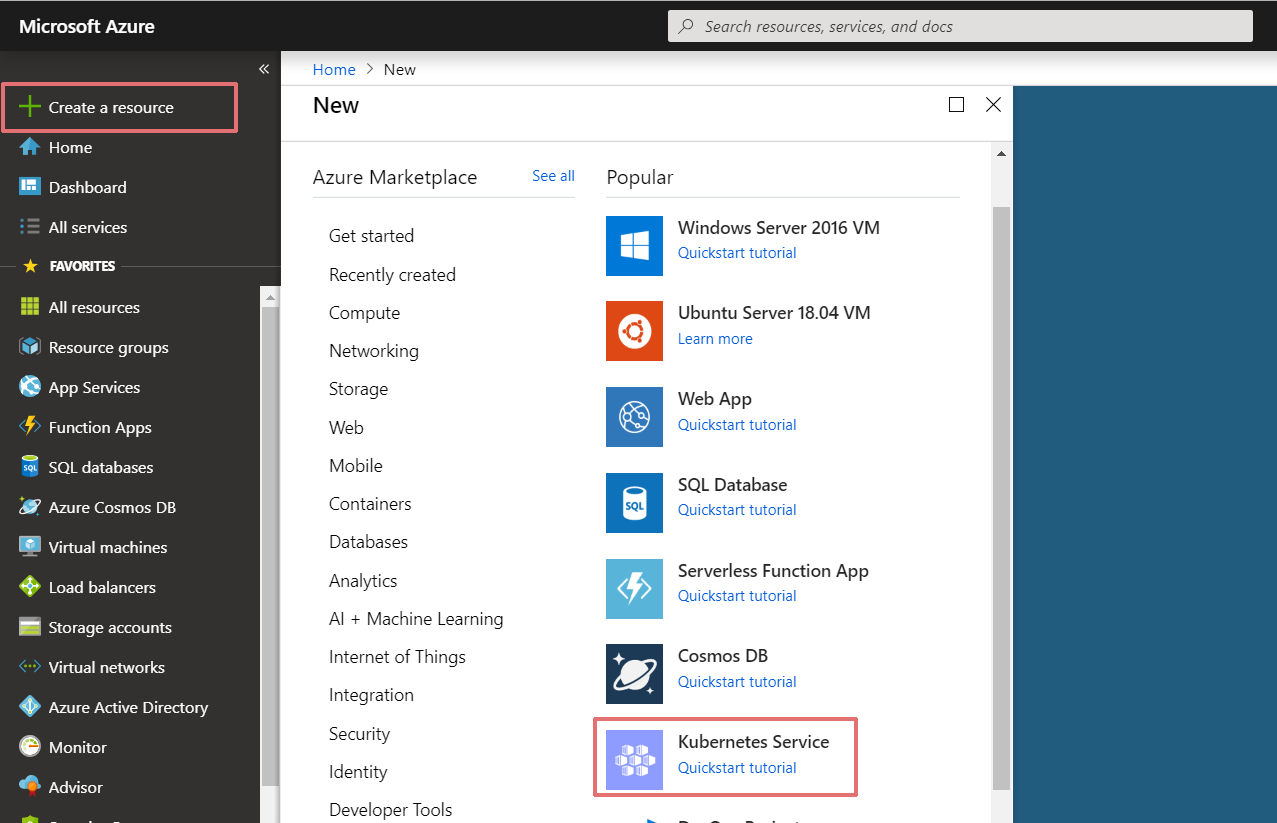 Microsoft Azure
Search resources, services, and docs
Create a resource
Home
Dashboard
All services
FAVORITES
All resources
Resource groups
App Services
Function Apps
SQL databases
SQL
Azure Cosmos DB
Virtual machines
Load balancers
Storage accounts
Virtual networks
Azure Active Directory
Monitor
Advisor
Home > New
New
Azure Marketplace
See all
Get started
Recently created
Compute
Networking
Storage
Web
Mobile
Containers
Databases
Analytics
AI + Machine Learning
Internet of Things
Integration
Security
Identity
Developer Tools
Popular
Windows Server 2016 VM
Quickstart tutorial
Ubuntu Server 18.04 VM
Learn more
Web App
Quickstart tutorial
SQL
SQL Database
Quickstart tutorial
Serverless Function App
Quickstart tutorial
Cosmos DB
Quickstart tutorial
Kubernetes Service
Quickstart tutorial